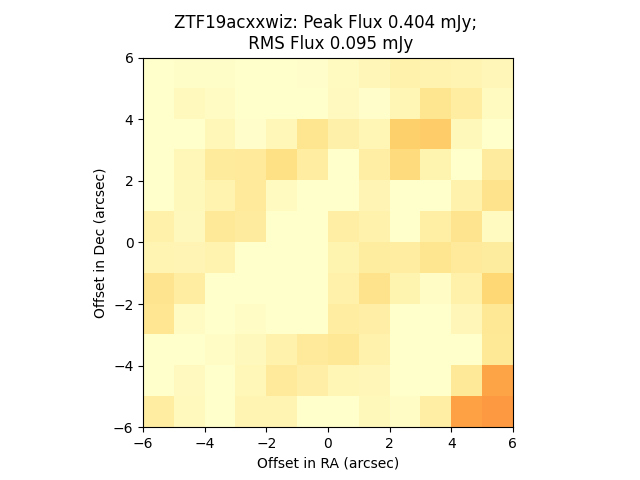 ZTF19acxxwiz: Peak Flux 0.404 mJy;
RMS Flux 0.095 mJy
6
4
2
0
−2
−4
−6
Offset in Dec (arcsec)
−6 −4 −2 0 2 4 6
Offset in RA (arcsec)